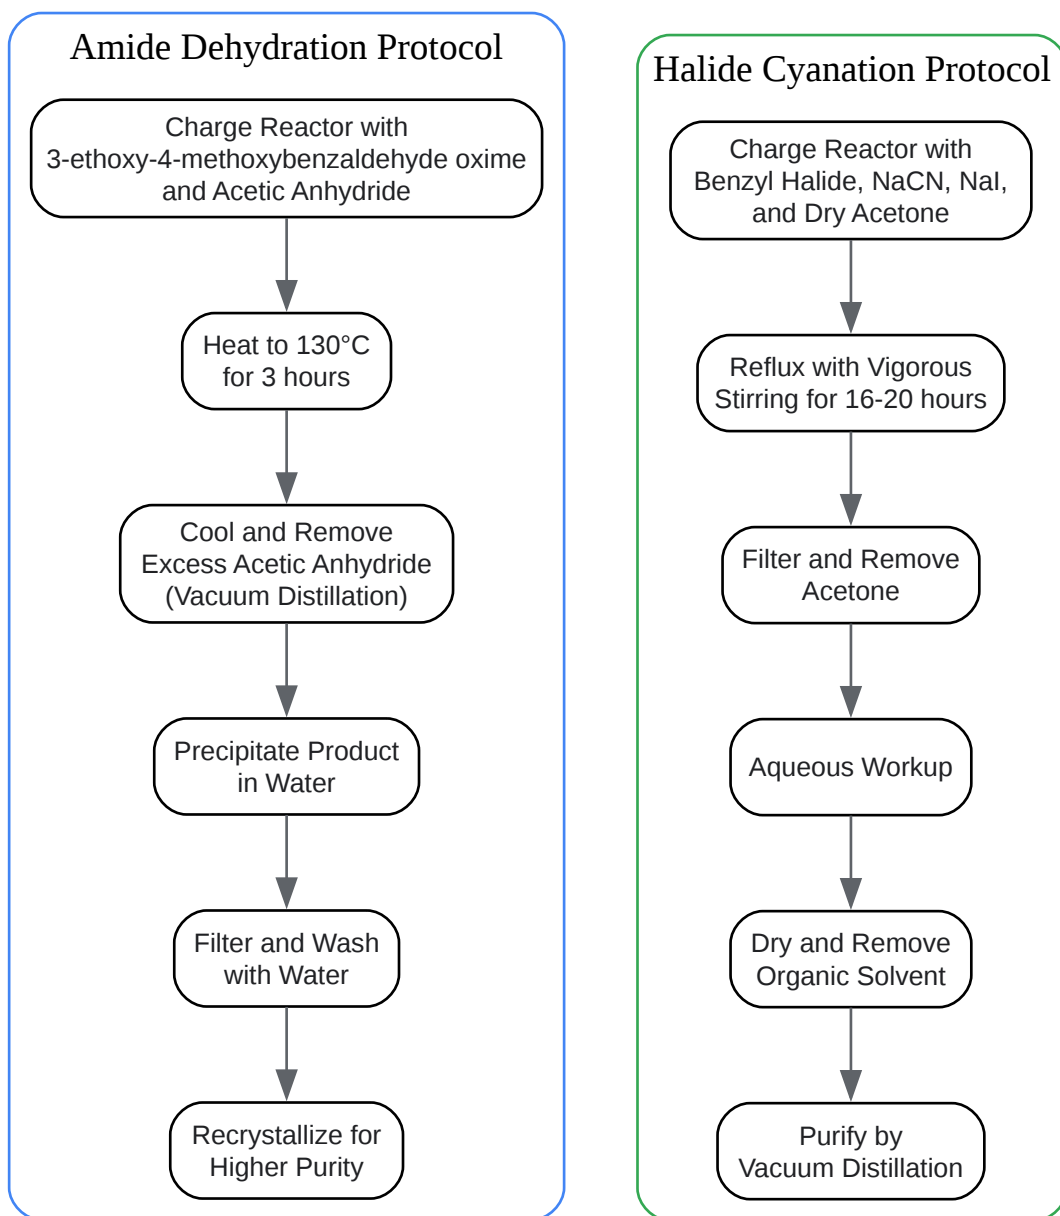 Amide Dehydration Protocol
Charge Reactor with
3-ethoxy-4-methoxybenzaldehyde oxime
and Acetic Anhydride
Heat to 130°C
for 3 hours
Cool and Remove
Excess Acetic Anhydride
(Vacuum Distillation)
Precipitate Product
in Water
Filter and Wash
with Water
Recrystallize for
Higher Purity
Halide Cyanation Protocol
Charge Reactor with
Benzyl Halide, NaCN, NaI,
and Dry Acetone
Reflux with Vigorous
Stirring for 16-20 hours
Filter and Remove
Acetone
Aqueous Workup
Dry and Remove
Organic Solvent
Purify by
Vacuum Distillation